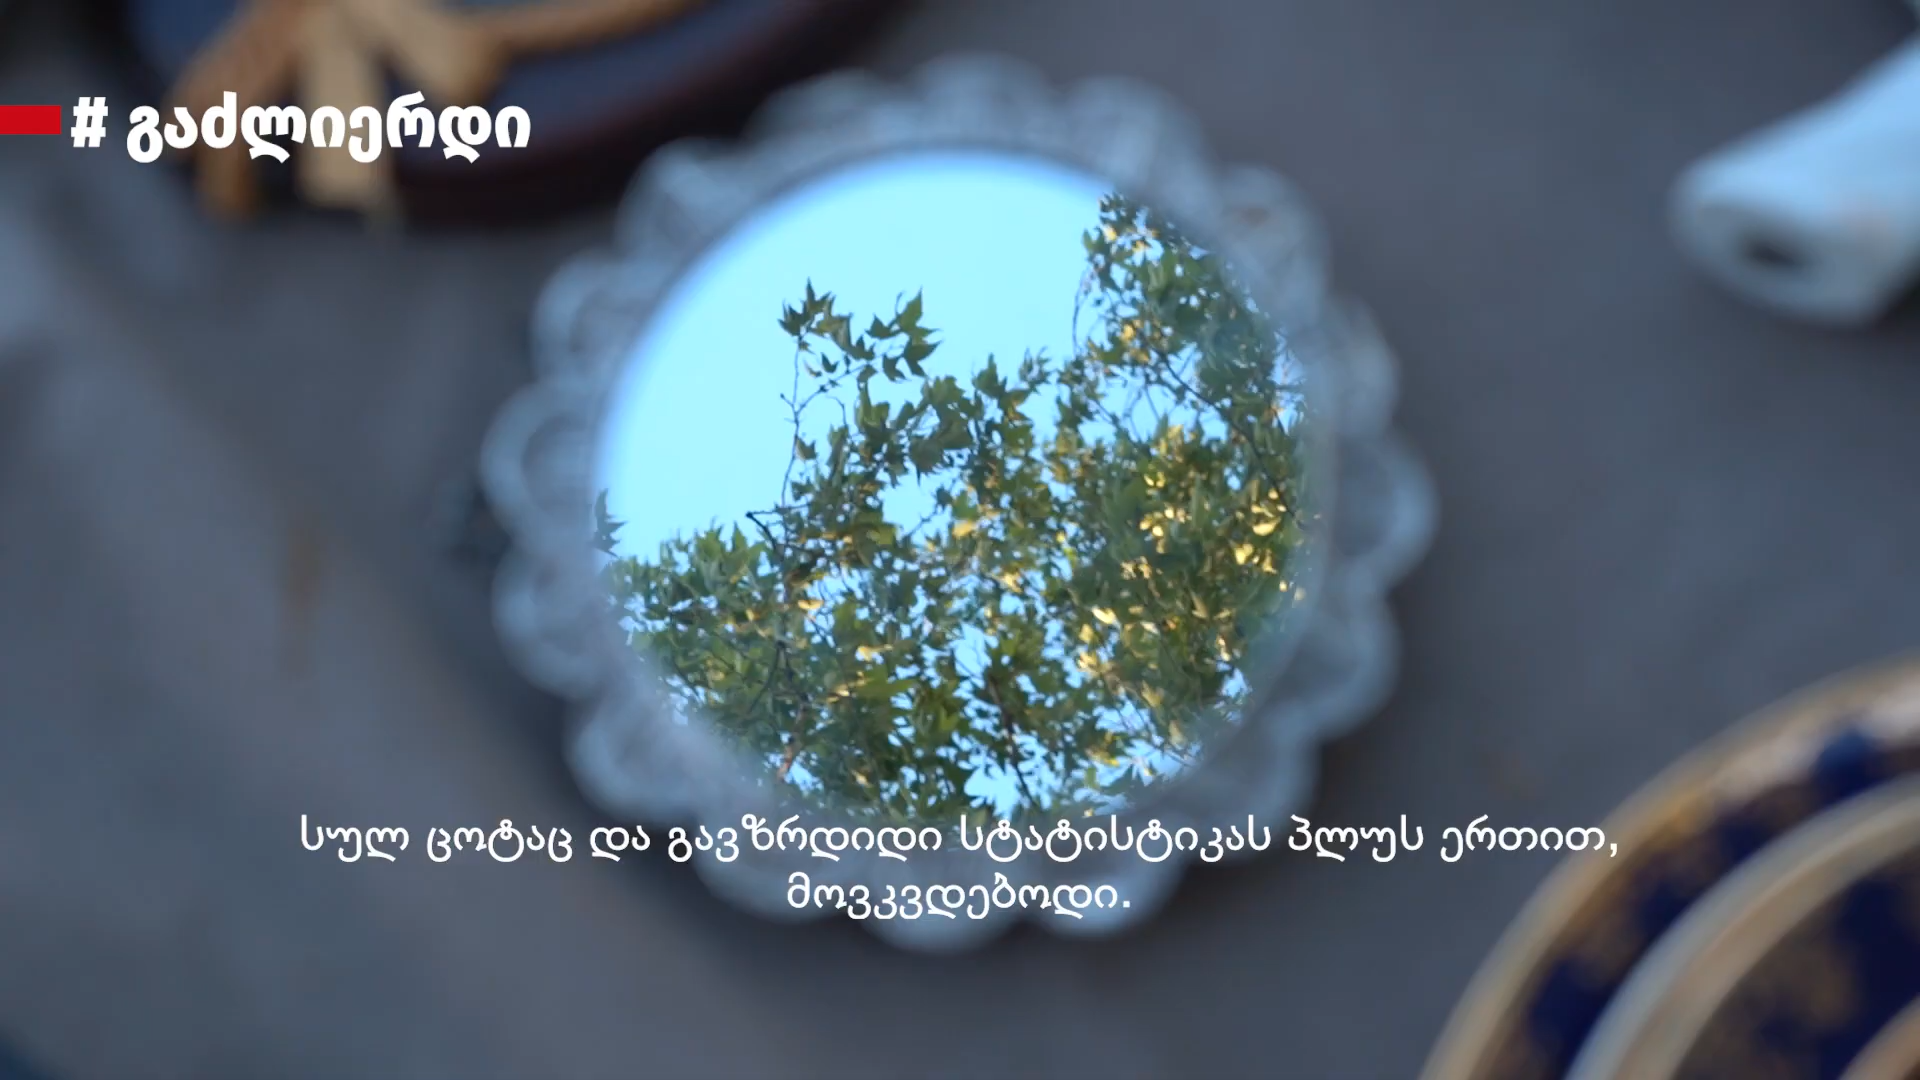 # გაძლიერდი
სულ ცოტაც და გავზრდიდი სტატისტიკას პლუს ერთით,
მოვკვდებოდი.